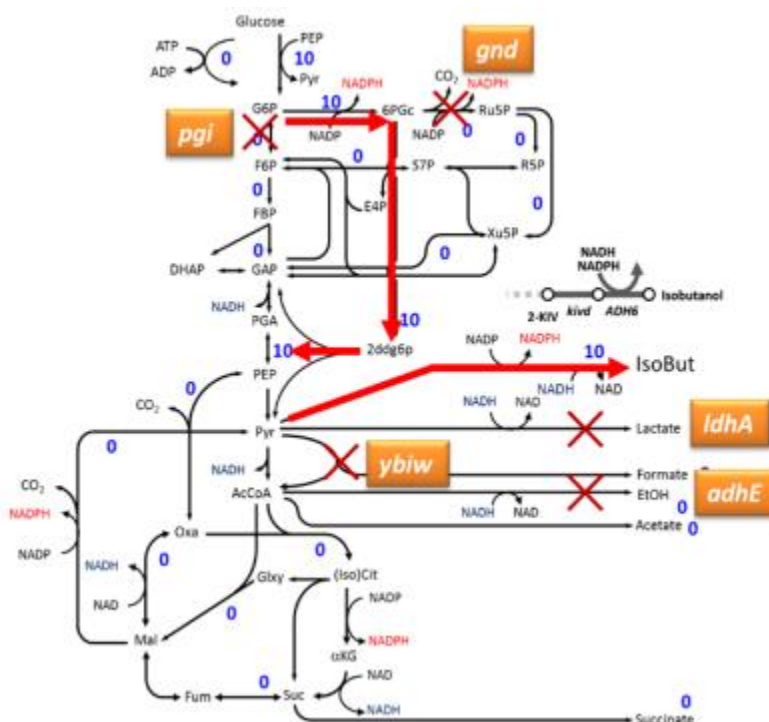 Glucose
ATP
ADP
0
10
PEP
Pyr
gnd
CO2
NADPH
NADPH
10
G6P
6PGc
Ru5P
NADP
NADP
0
pgi
0
0
F6P
0
S7P
R5P
0
E4P
0
FBP
Xu5P
0
0
DHAP
GAP
NADH
NADPH
NADH
PGA
2-KIV
kivd
ADH6
Isobutanol
10
2ddg6p
10
NADP
NADPH
10
IsoBut
PEP
0
NADH
NAD
CO2
NADH
NAD
0
Pyr
Lactate
ldhA
NADH
ybiw
Formate
CO2
AcCoA
EtOH
adhE
0
NADPH
NADH
NAD
Acetate
0
Oxa
NADP
NADH
0
0
Glxy
(Iso)Cit
NAD
0
NADP
Mal
NADPH
αKG
NAD
0
Fum
Suc
NADH
0
Succinate